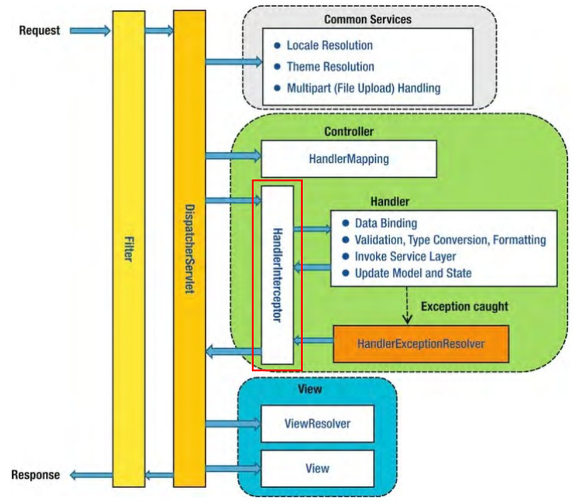 Request
Common Services
Locale Resolution
Theme Resolution
Multipart (File Upload) Handling
Controller
HandlerMapping
Filter
DispatcherServlet
HandlerInterceptor
Handler
Data Binding
Validation, Type Conversion, Formatting
Invoke Service Layer
Update Model and State
Exception caught
HandlerExceptionResolver
View
ViewResolver
View
Response